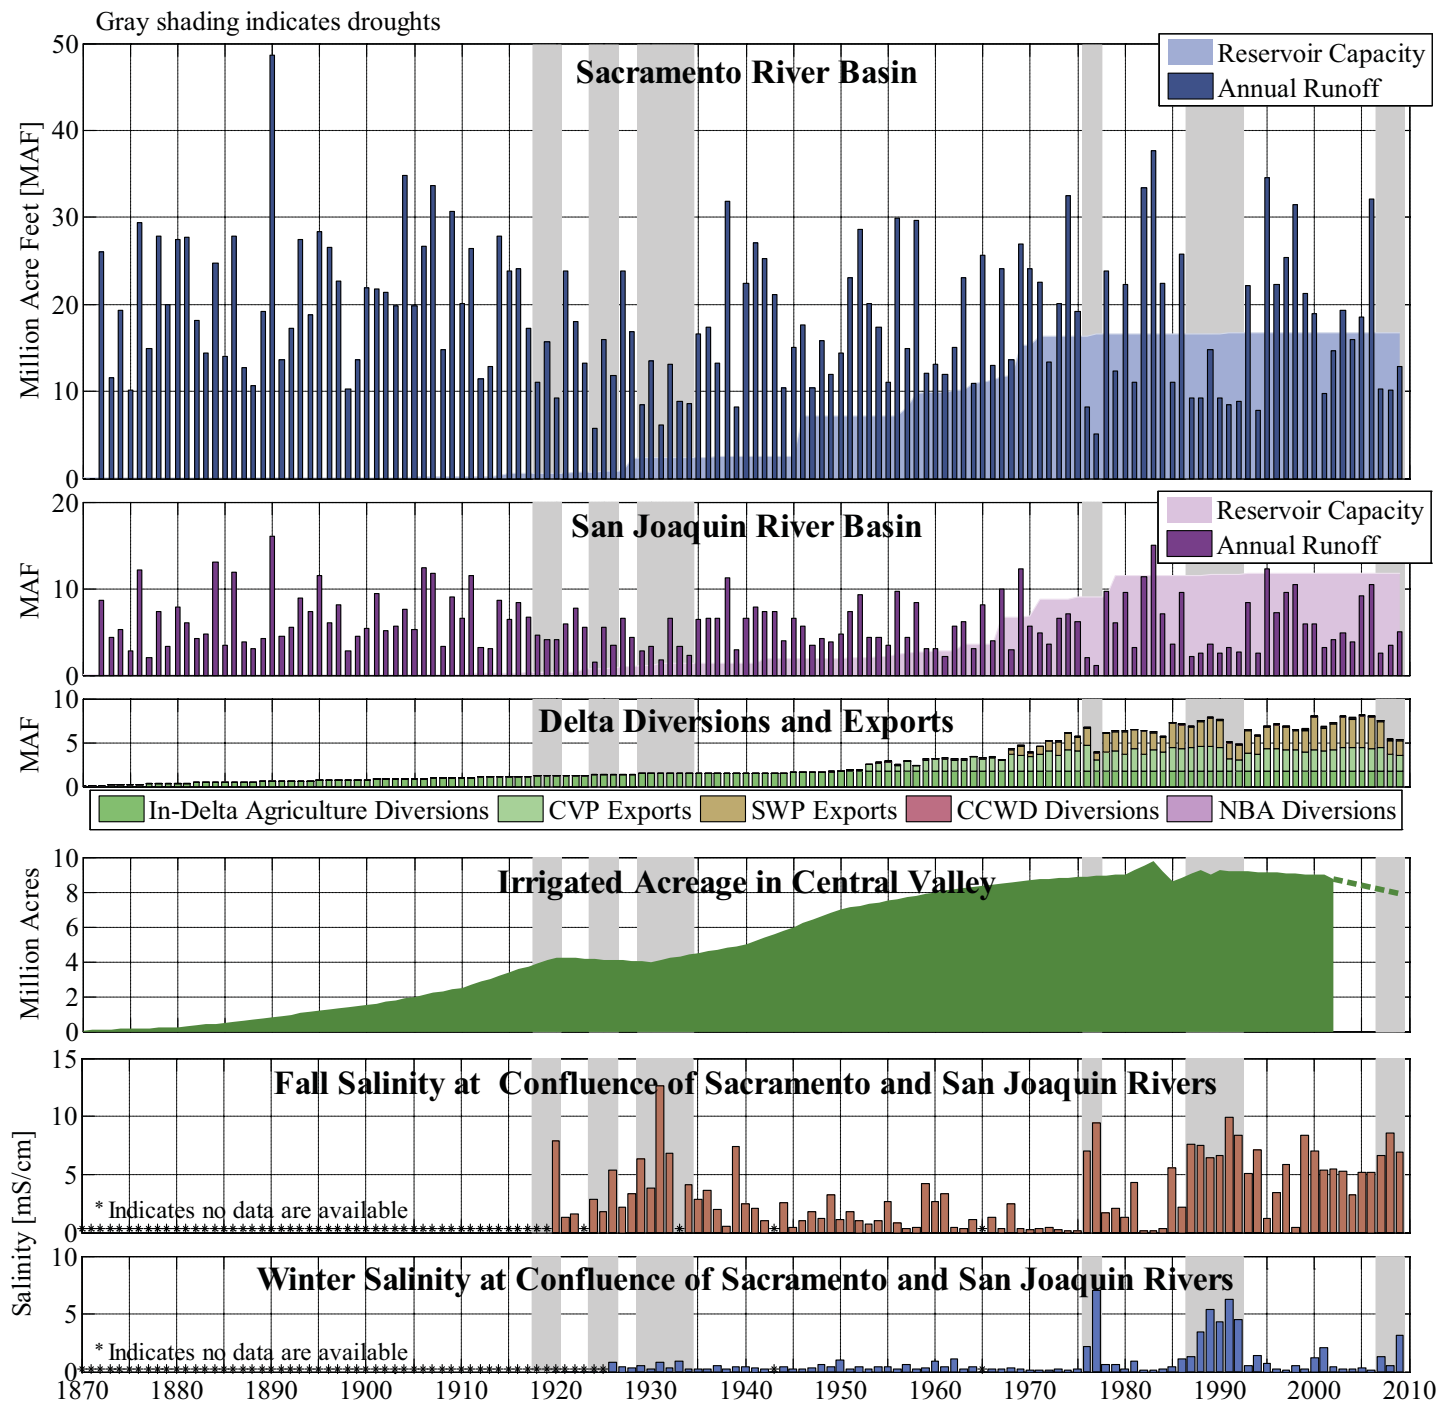 Gray shading indicates droughts
Sacramento River Basin
Reservoir Capacity
Annual Runoff
Million Acre Feet [MAF]
50
40
30
20
10
0
San Joaquin River Basin
Reservoir Capacity
Annual Runoff
MAF
20
10
0
Delta Diversions and Exports
MAF
10
5
0
In-Delta Agriculture Diversions CVP Exports SWP Exports CCWD Diversions NBA Diversions
Irrigated Acreage in Central Valley
Million Acres
10
8
6
4
2
0
Fall Salinity at Confluence of Sacramento and San Joaquin Rivers
Salinity [mS/cm]
15
10
5
0
* Indicates no data are available
Winter Salinity at Confluence of Sacramento and San Joaquin Rivers
10
5
0
* Indicates no data are available
1870 1880 1890 1900 1910 1920 1930 1940 1950 1960 1970 1980 1990 2000 2010